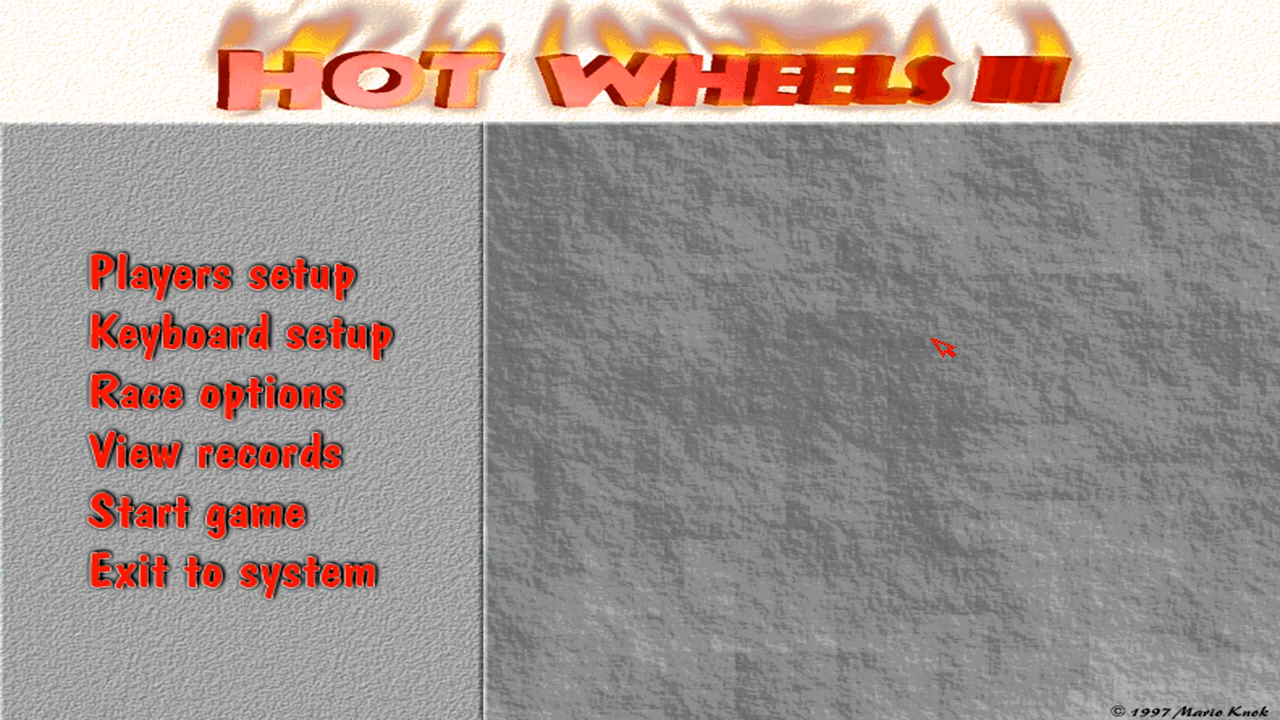 HOT WHEELS III
Players setup
Keyboard setup
Race options
View records
Start game
Exit to system
© 1997 Mario Knok